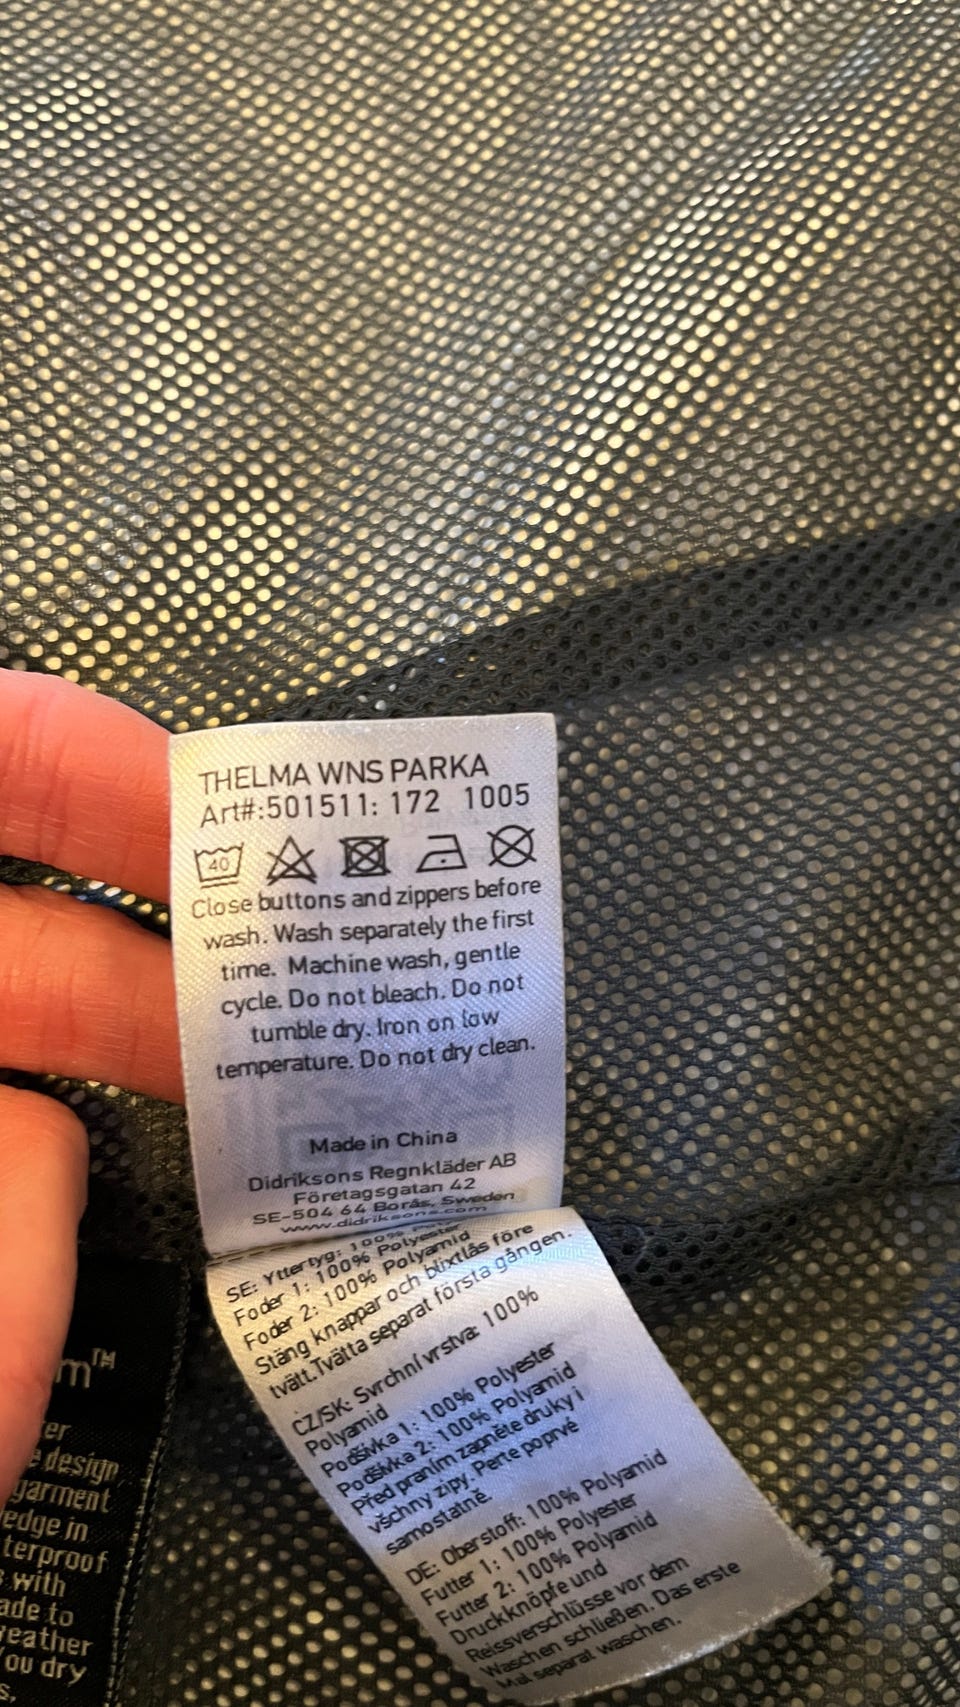 THELMA WNS PARKA
Art#:501511: 172 1005
40
Close buttons and zippers before
wash. Wash separately the first
time. Machine wash, gentle
cycle. Do not bleach. Do not
tumble dry. Iron on low
temperature. Do not dry clean.
Made in China
Didriksons Regnkläder AB
Företagsgatan 42
SE-504 64 Borås, Sweden
www.didriksons.com
SE: Yttertyg: 100%
Foder 1: 100% Polyester
Foder 2: 100% Polyamid
Stäng knappar och blixtlås före
tvätt.Tvätta separat första gången.
CZ/SK: Svrchní vrstva: 100%
Polyamid
Podšívka 1: 100% Polyester
Podšívka 2: 100% Polyamid
Před praním zapněte druky i
všchny zipy. Perte poprvé
samostatně.
DE: Oberstoff: 100% Polyamid
Futter 1: 100% Polyester
Futter 2: 100% Polyamid
Druckknöpfe und
Reissverschlüsse vor dem
Waschen schließen. Das erste
Mal separat waschen.
m™
er
e design
garment
edge in
terproof
s with
ade to
eather
ou dry
s,